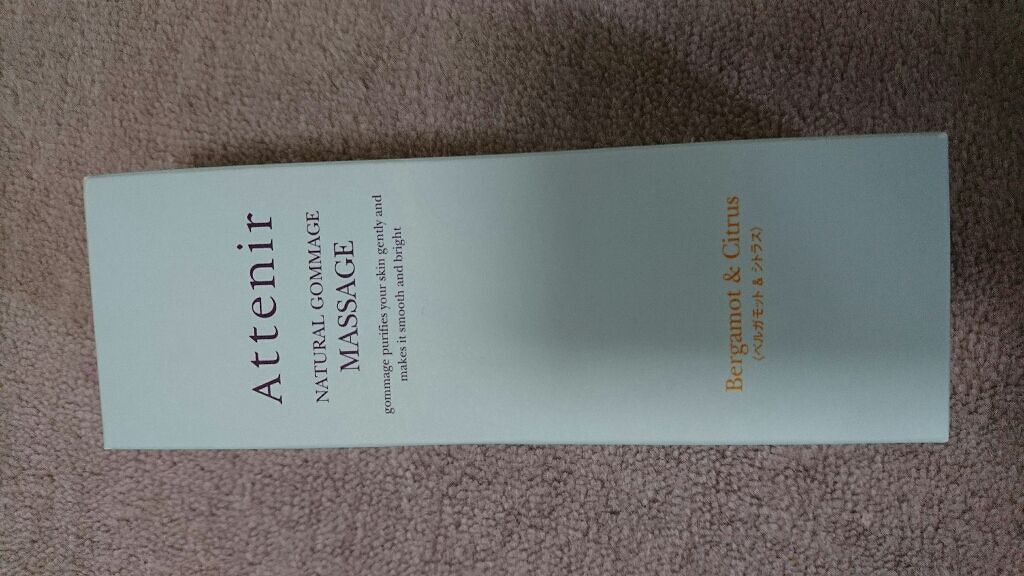 Attenir
NATURAL GOMMAGE
MASSAGE
gommage purifies your skin gently and
makes it smooth and bright
Bergamot & Citrus
〈ベルガモット & シトラス〉